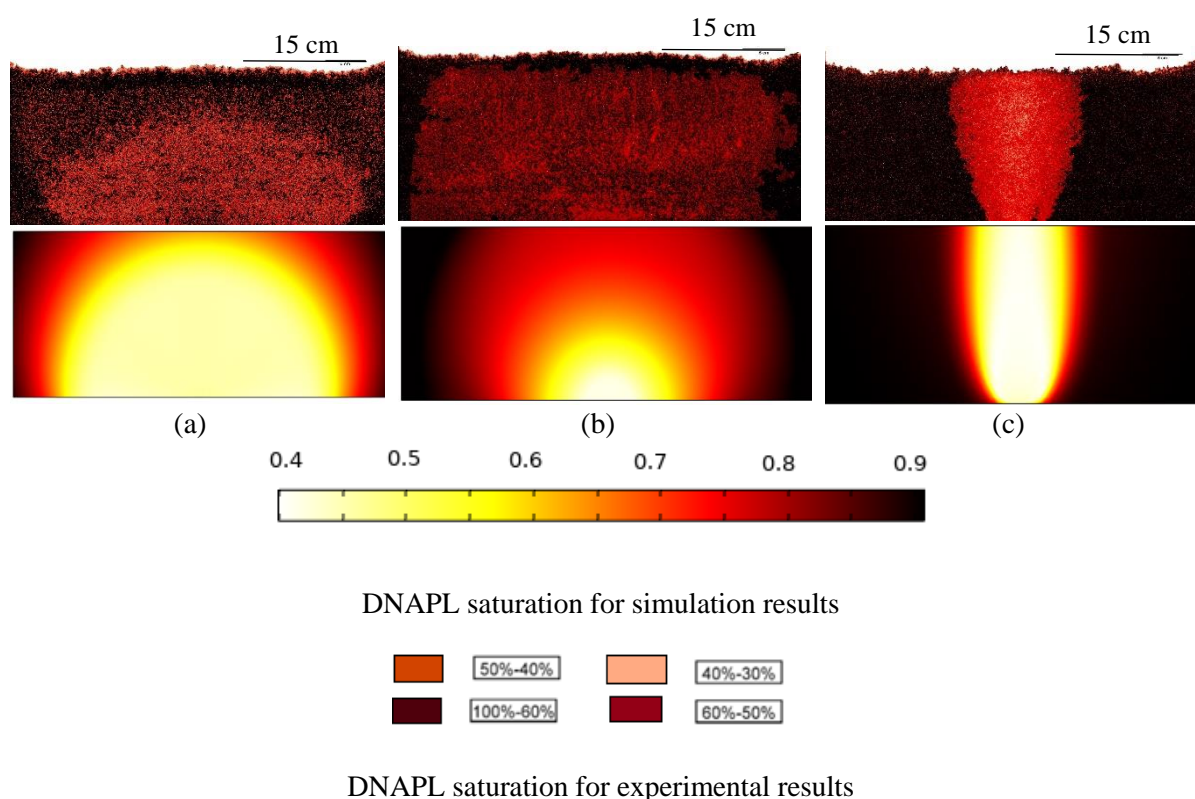 15 cm
15 cm
15 cm
(a)
(b)
(c)
0.4 0.5 0.6 0.7 0.8 0.9
DNAPL saturation for simulation results
50%-40% 40%-30%
100%-60% 60%-50%
DNAPL saturation for experimental results